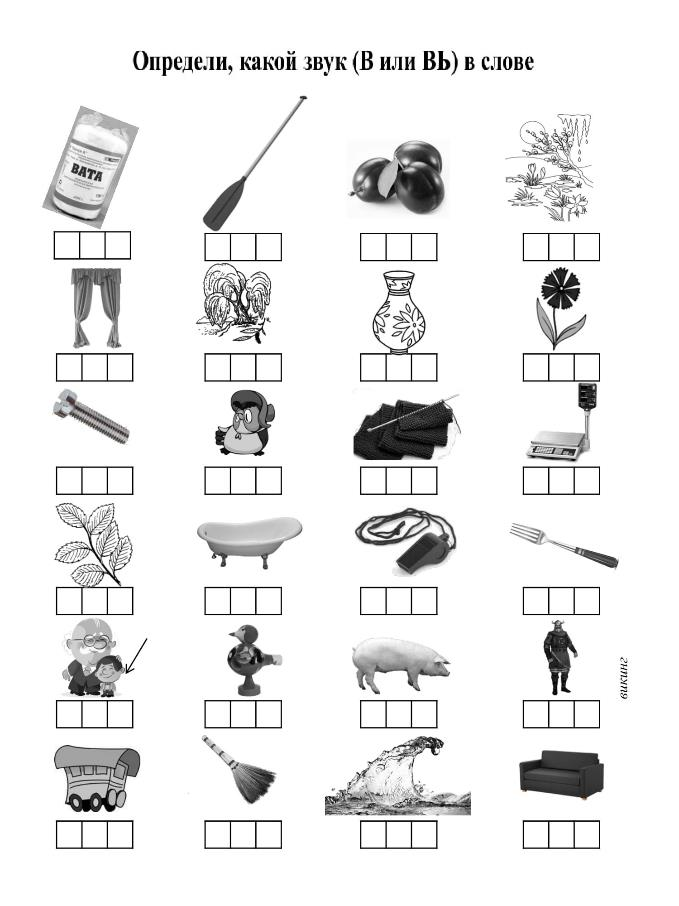 Определи, какой звук (В или ВЬ) в слове
ВАТА
викинг